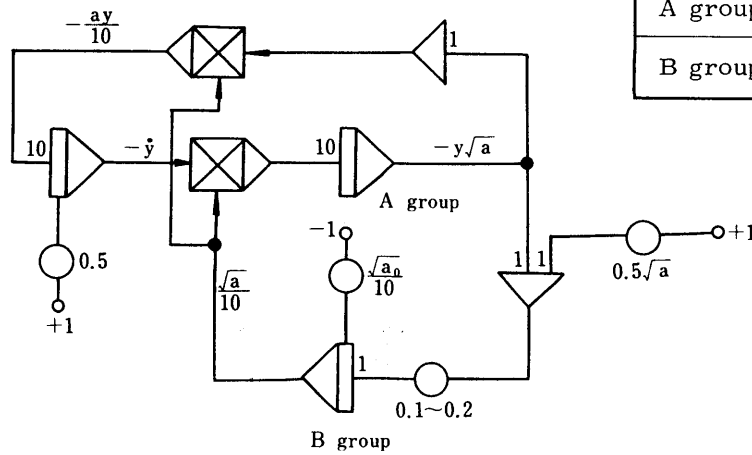 -ay/10
1
A group
B group
10
-ẏ
10
-y√a
A group
0.5
+1
-1
√a₀/10
√a/10
1 1
0.5√a
+1
1
0.1~0.2
B group